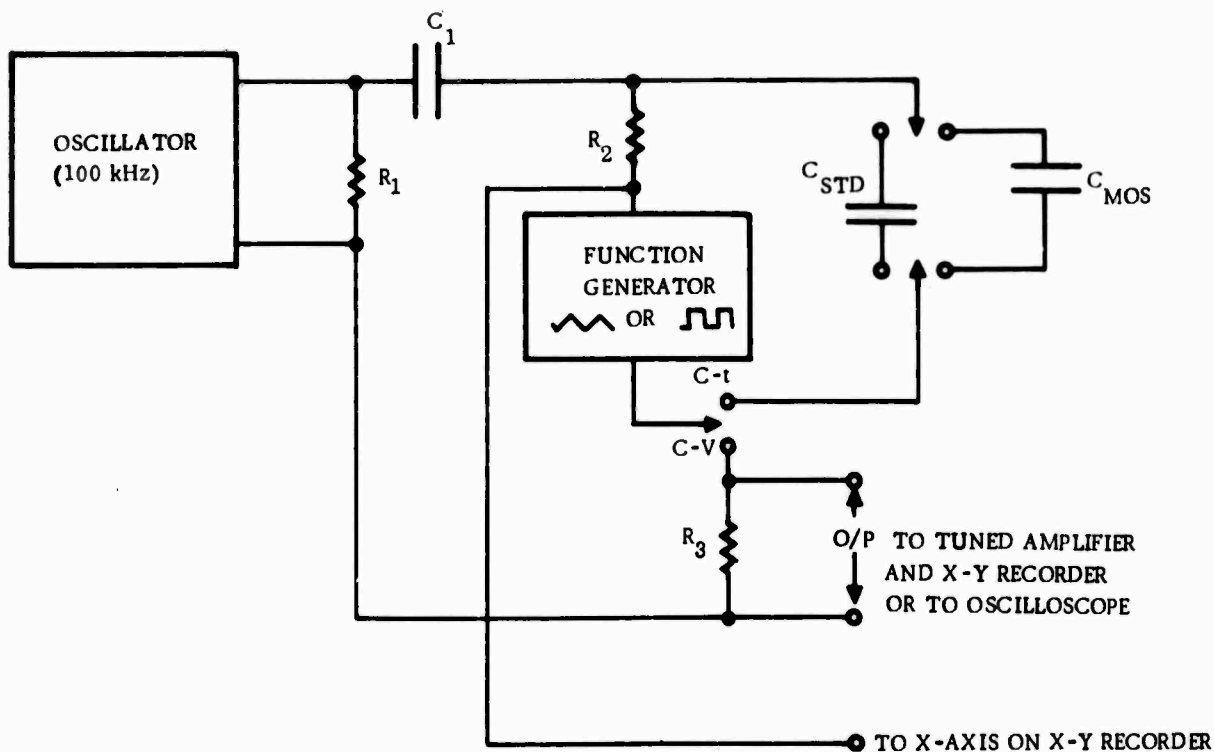 C1
OSCILLATOR
(100 kHz)
R1
R2
CSTD
CMOS
FUNCTION
GENERATOR
OR
C-t
C-V
R3
O/P TO TUNED AMPLIFIER
AND X-Y RECORDER
OR TO OSCILLOSCOPE
TO X-AXIS ON X-Y RECORDER